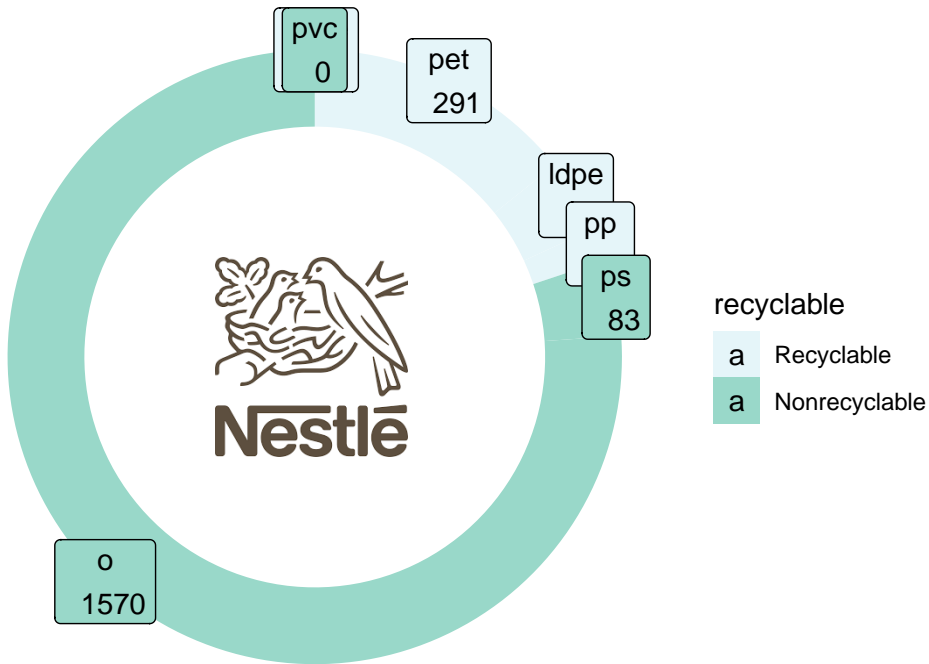 pvc
0
pet
291
ldpe
pp
ps
83
recyclable
a Recyclable
a Nonrecyclable
Nestlé
o
1570